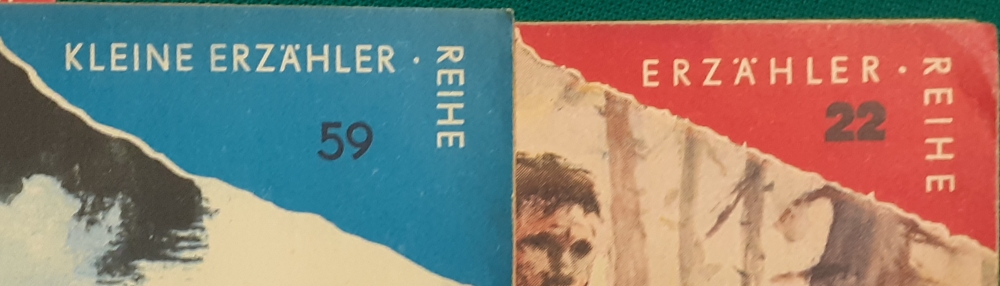 KLEINE ERZÄHLER · REIHE
59
ERZÄHLER · REIHE
22